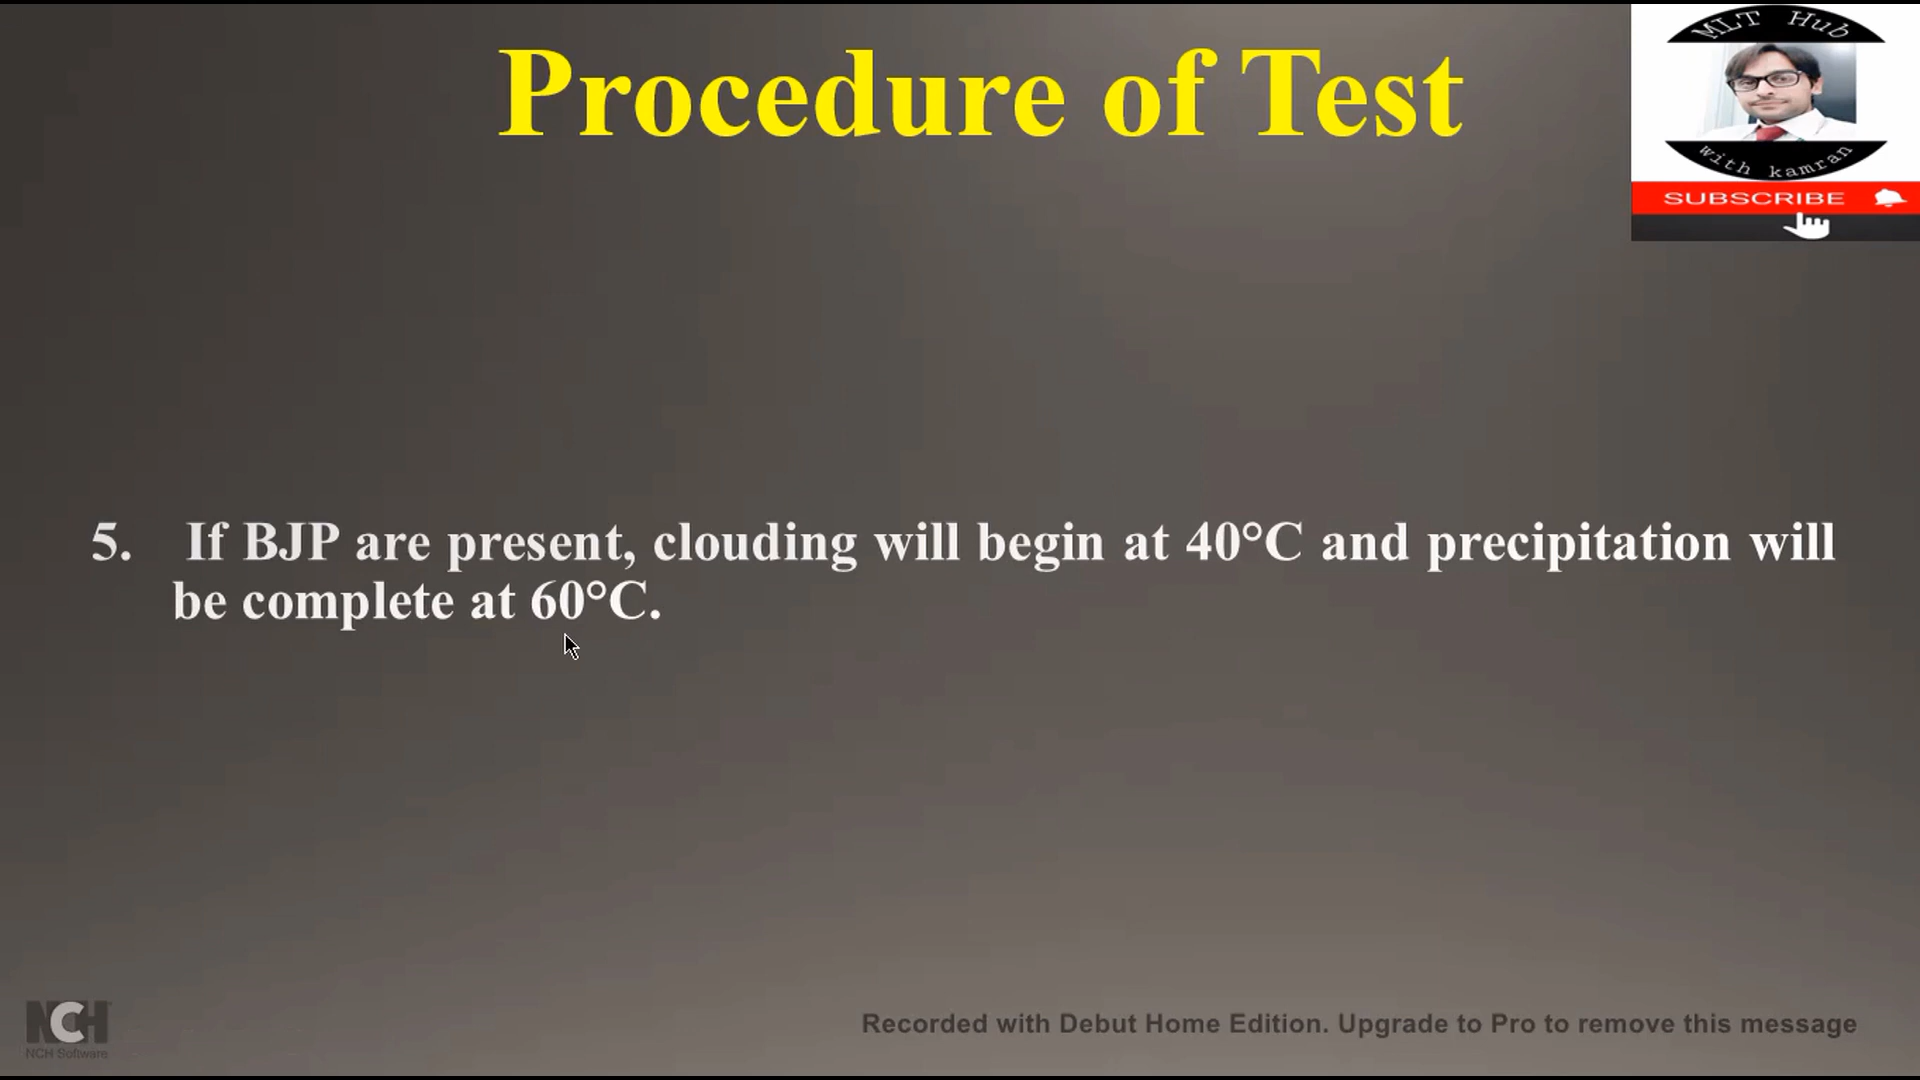 MLT Hub
Procedure of Test
with kamran
SUBSCRIBE
5. If BJP are present, clouding will begin at 40°C and precipitation will
be complete at 60°C.
NCH
NCH Software
Recorded with Debut Home Edition. Upgrade to Pro to remove this message